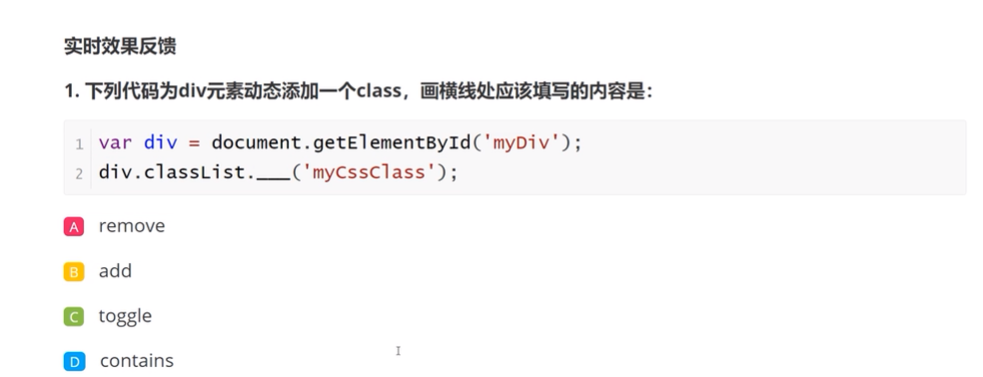 实时效果反馈
1. 下列代码为div元素动态添加一个class，画横线处应该填写的内容是：
1 var div = document.getElementById('myDiv');
2 div.classList.___('myCssClass');
A remove
B add
C toggle
D contains